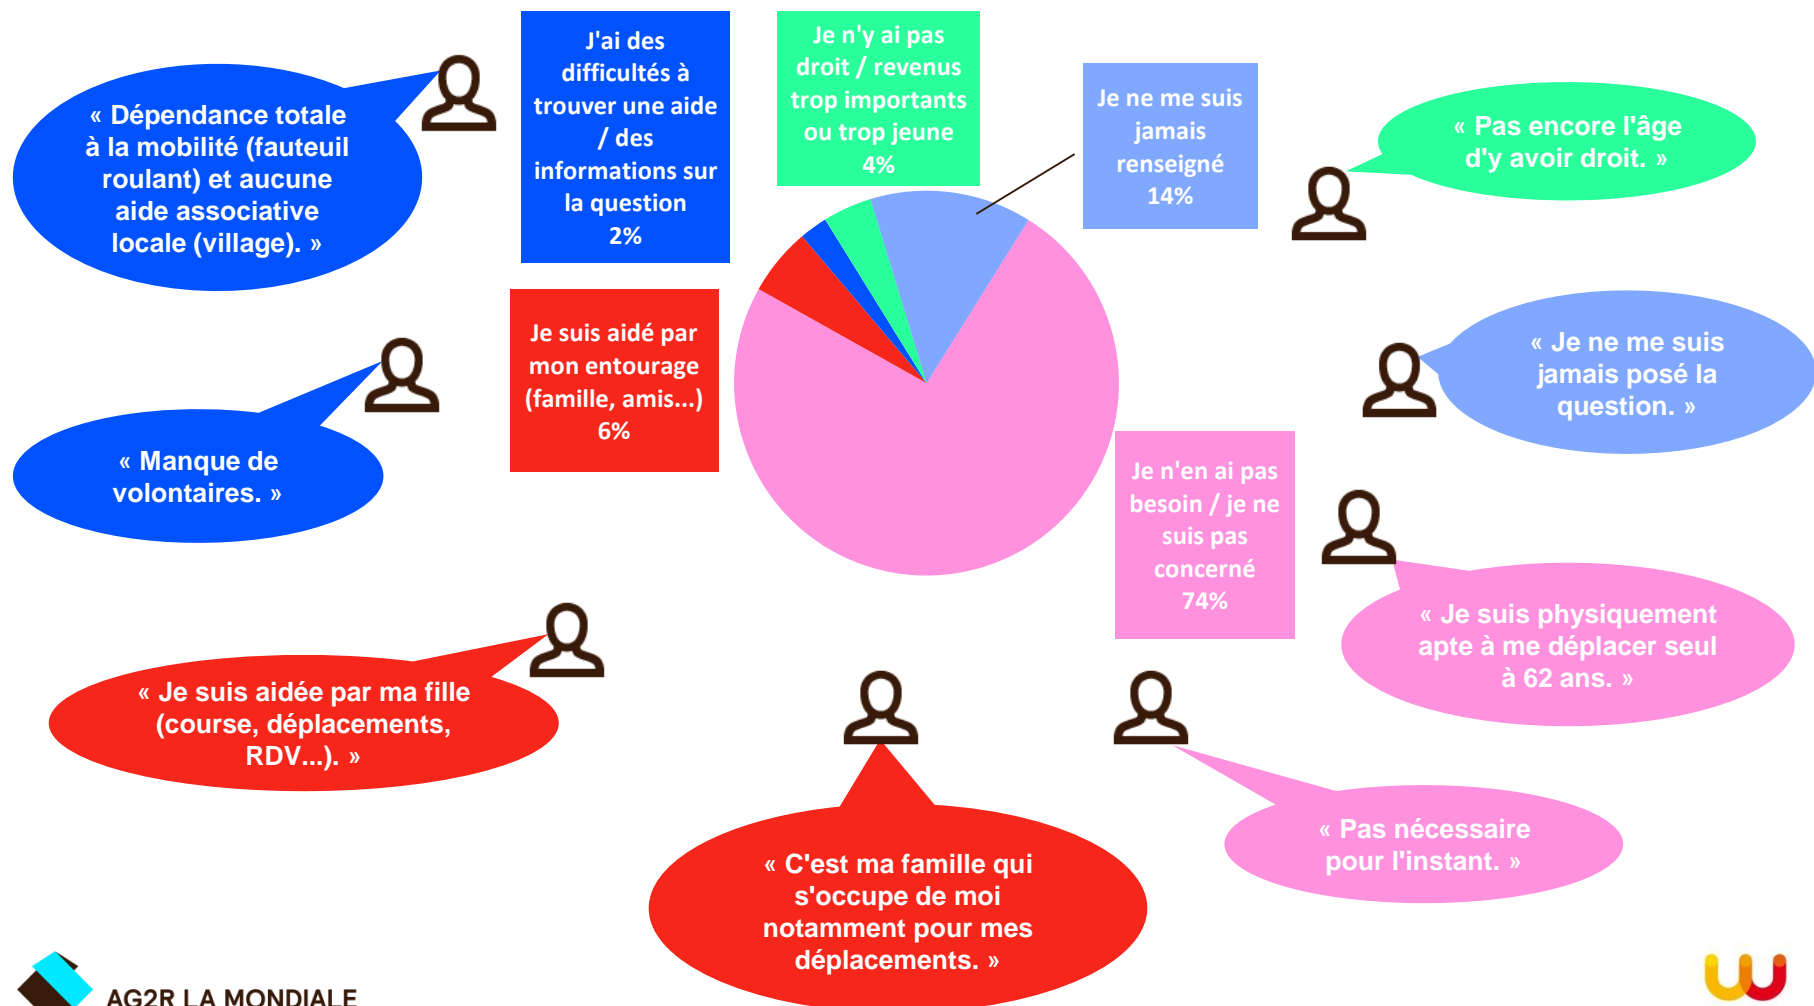 J'ai des
difficultés à
trouver une aide
/ des
informations sur
la question
2%
Je n'y ai pas
droit / revenus
trop importants
ou trop jeune
4%
Je ne me suis
jamais
renseigné
14%
« Pas encore l'âge
d'y avoir droit. »
« Dépendance totale
à la mobilité (fauteuil
roulant) et aucune
aide associative
locale (village). »
Je suis aidé par
mon entourage
(famille, amis...)
6%
« Je ne me suis
jamais posé la
question. »
« Manque de
volontaires. »
Je n'en ai pas
besoin / je ne
suis pas
concerné
74%
« Je suis physiquement
apte à me déplacer seul
à 62 ans. »
« Je suis aidée par ma fille
(course, déplacements,
RDV...). »
« Pas nécessaire
pour l'instant. »
« C'est ma famille qui
s'occupe de moi
notamment pour mes
déplacements. »
AG2R LA MONDIALE